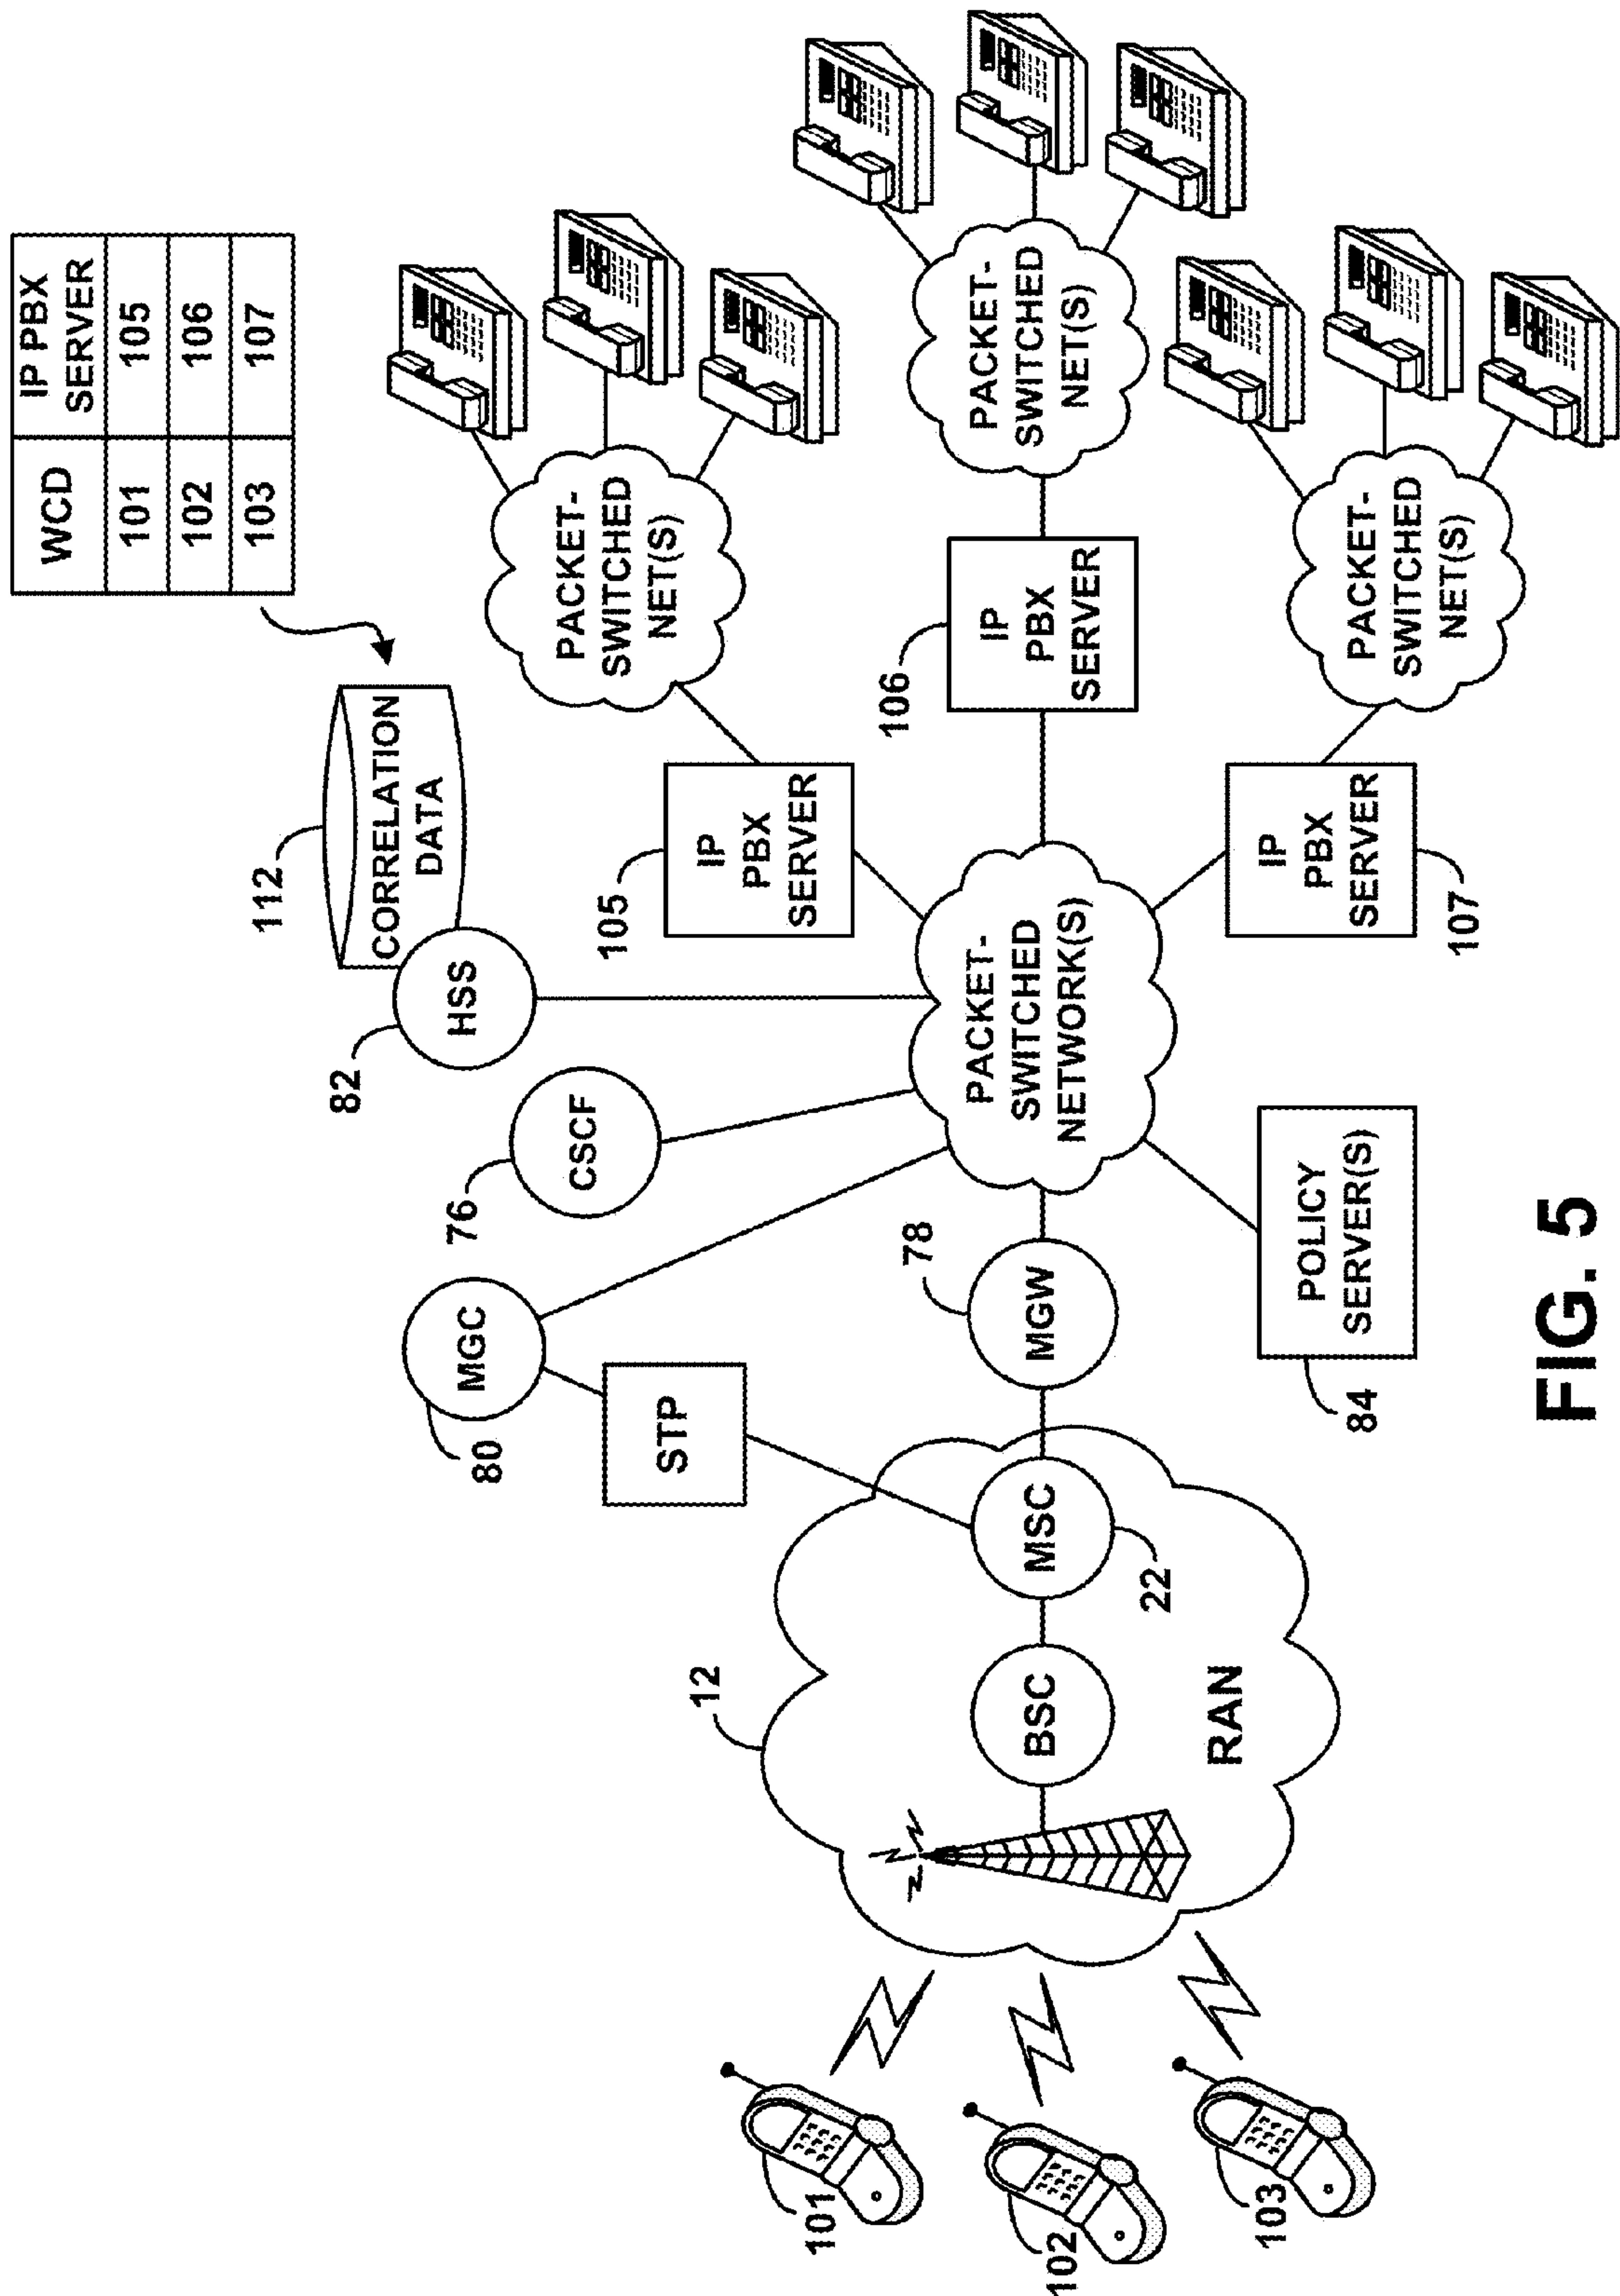 WCD
IP PBX
SERVER
101
105
102
106
103
107
112
CORRELATION
DATA
82
HSS
76
CSCF
80
MGC
STP
105
IP
PBX
SERVER
PACKET-
SWITCHED
NET(S)
12
BSC
MSC
22
RAN
78
MGW
PACKET-
SWITCHED
NETWORK(S)
106
IP
PBX
SERVER
PACKET-
SWITCHED
NET(S)
84
POLICY
SERVER(S)
IP
PBX
SERVER
107
PACKET-
SWITCHED
NET(S)
101
102
103
FIG. 5